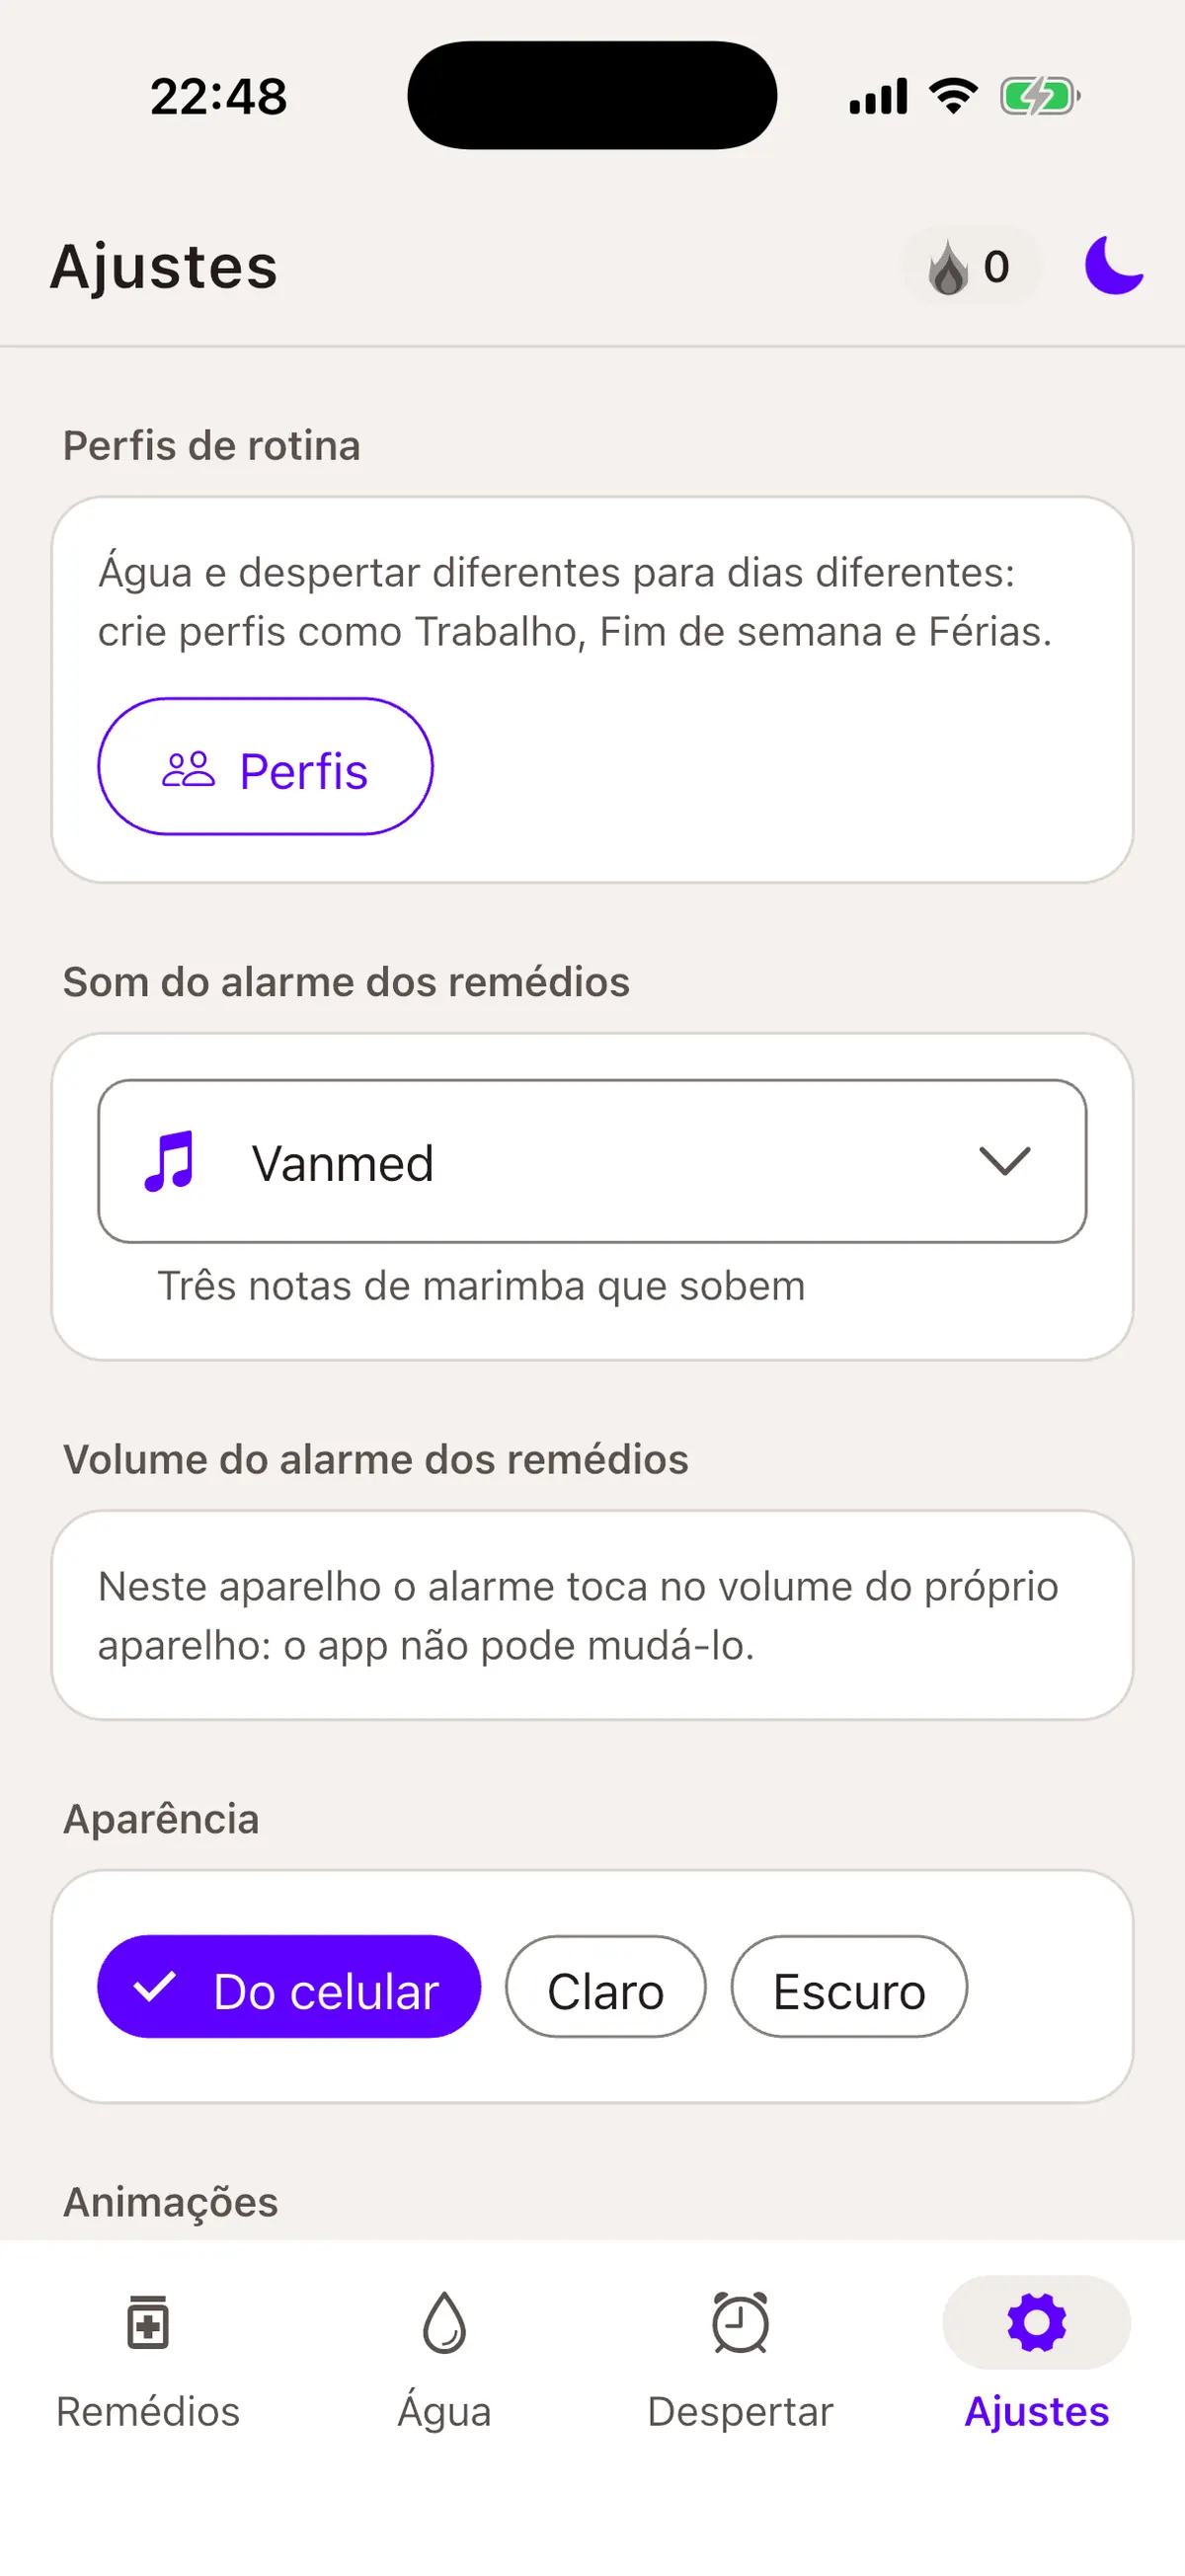 22:48
Ajustes
0
Perfis de rotina
Água e despertar diferentes para dias diferentes:
crie perfis como Trabalho, Fim de semana e Férias.
Perfis
Som do alarme dos remédios
Vanmed
Três notas de marimba que sobem
Volume do alarme dos remédios
Neste aparelho o alarme toca no volume do próprio
aparelho: o app não pode mudá-lo.
Aparência
Do celular
Claro
Escuro
Animações
Remédios
Água
Despertar
Ajustes